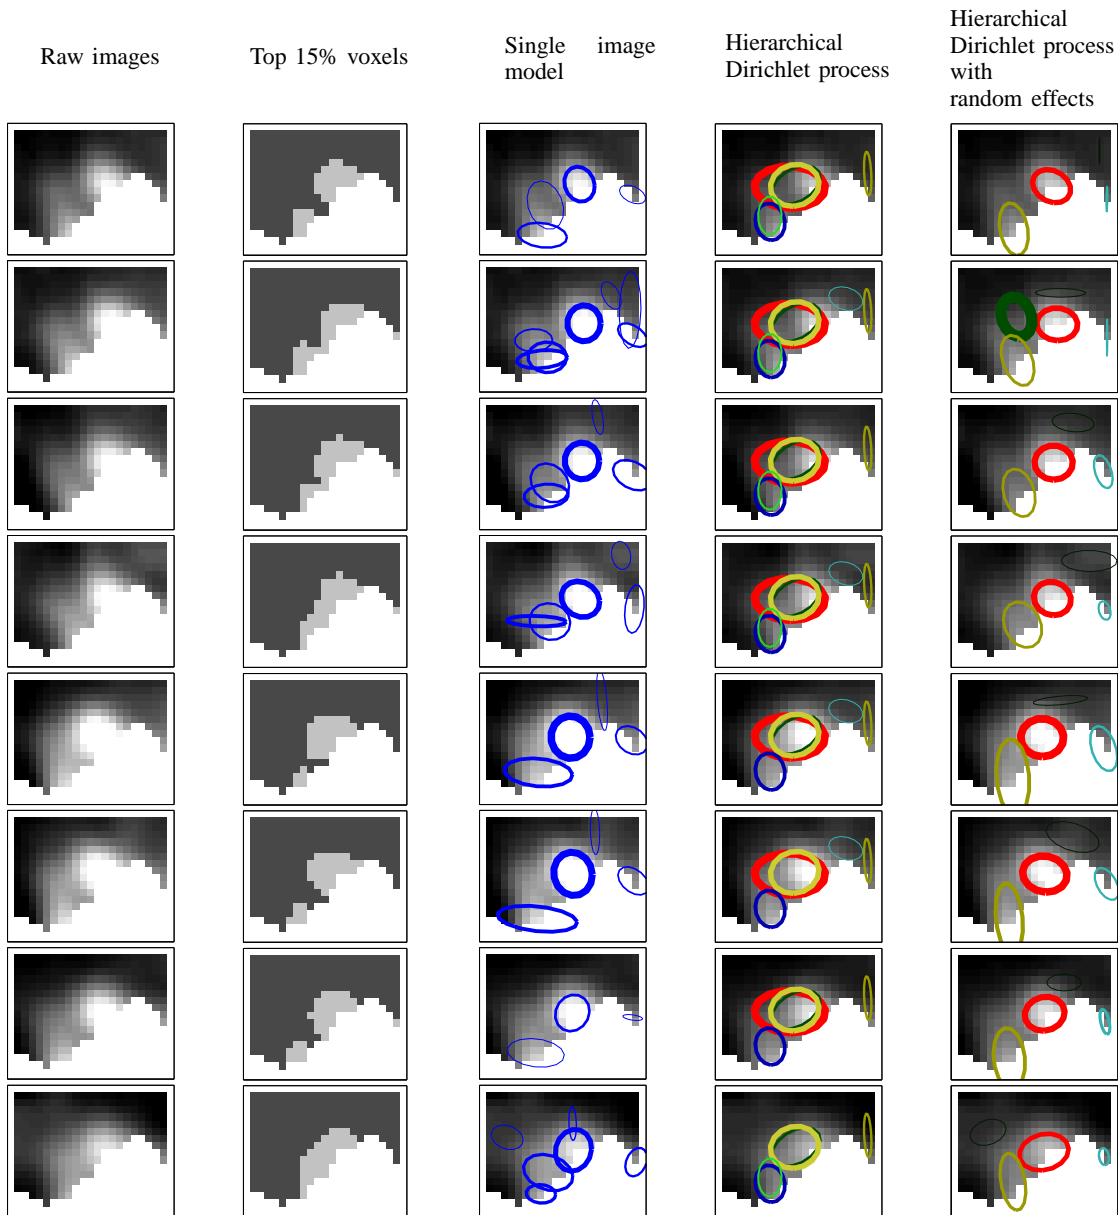 Raw images
Top 15% voxels
Single image
model
Hierarchical
Dirichlet process
Hierarchical
Dirichlet process
with
random effects